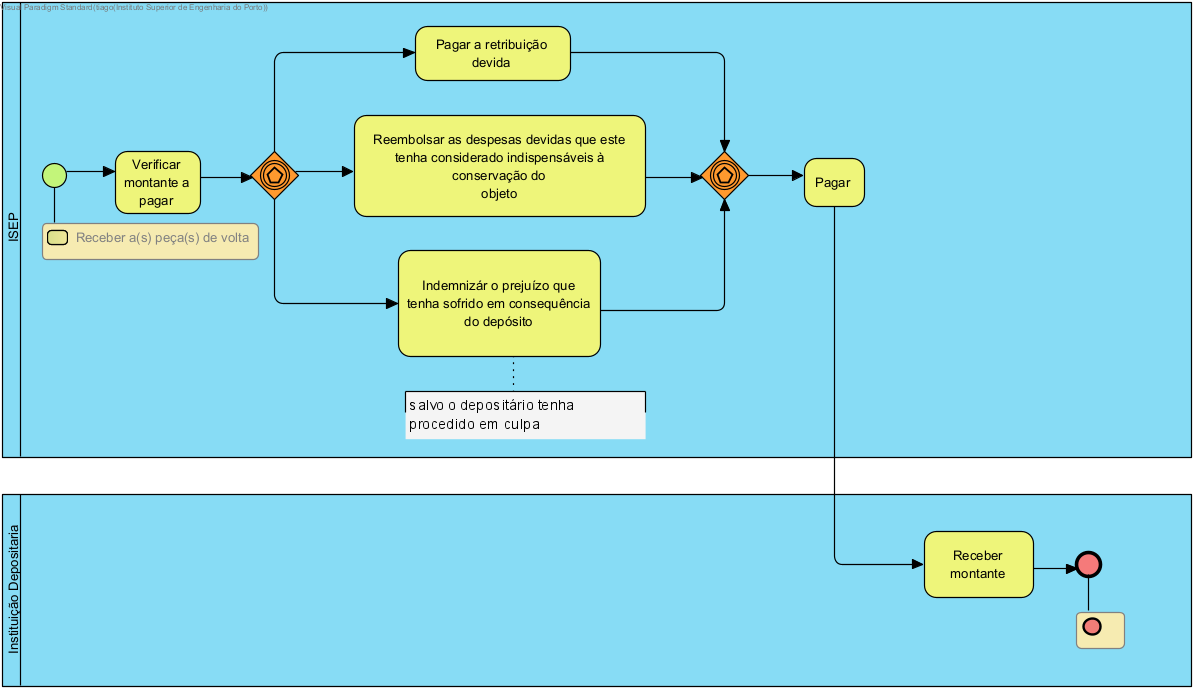 Visual Paradigm Standard(tiago(Instituto Superior de Engenharia do Porto))
ISEP
Pagar a retribuição
devida
Verificar
montante a
pagar
Reembolsar as despesas devidas que este
tenha considerado indispensáveis à
conservação do
objeto
Pagar
Receber a(s) peça(s) de volta
Indemnizár o prejuízo que
tenha sofrido em consequência
do depósito
salvo o depositário tenha
procedido em culpa
Instituição Depositaria
Receber
montante